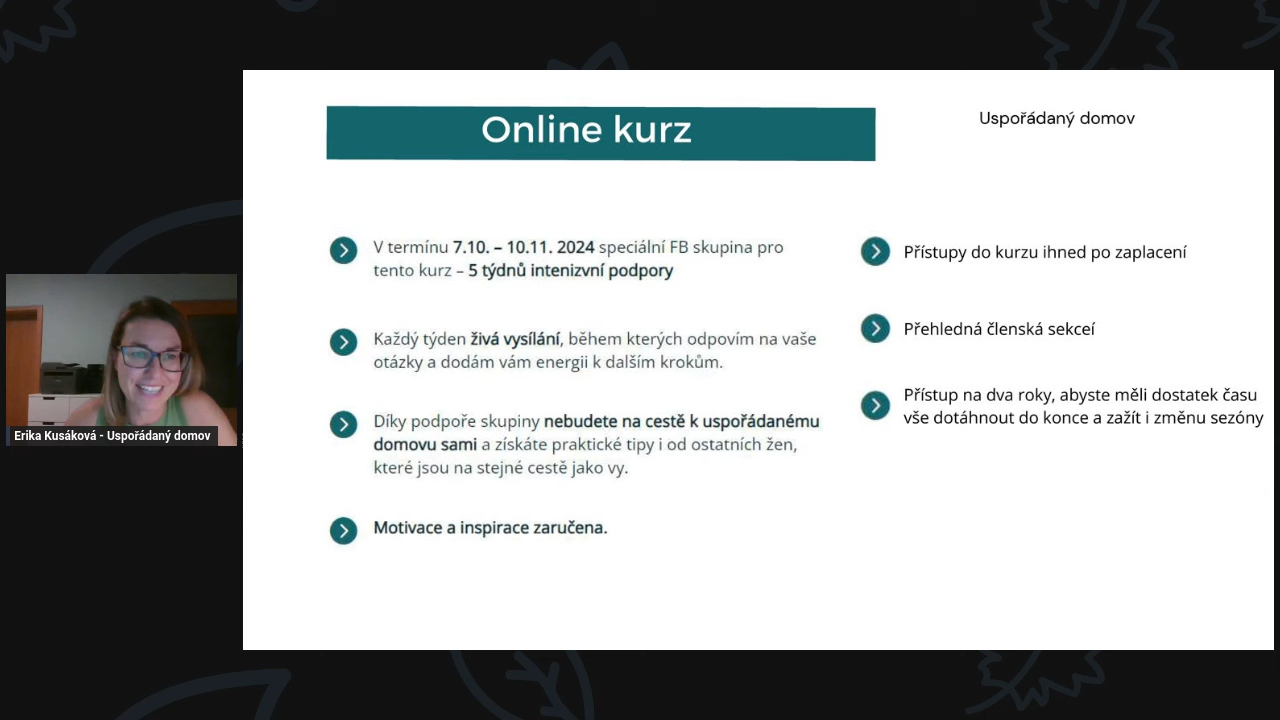 Online kurz
Uspořádaný domov
V termínu 7.10. – 10.11. 2024 speciální FB skupina pro
tento kurz – 5 týdnů intenizvní podpory
Každý týden živá vysílání, během kterých odpovím na vaše
otázky a dodám vám energii k dalším krokům.
Díky podpoře skupiny nebudete na cestě k uspořádanému
domovu sami a získáte praktické tipy i od ostatních žen,
které jsou na stejné cestě jako vy.
Motivace a inspirace zaručena.
Přístupy do kurzu ihned po zaplacení
Přehledná členská sekceí
Přístup na dva roky, abyste měli dostatek času
vše dotáhnout do konce a zažít i změnu sezóny
Erika Kusáková - Uspořádaný domov